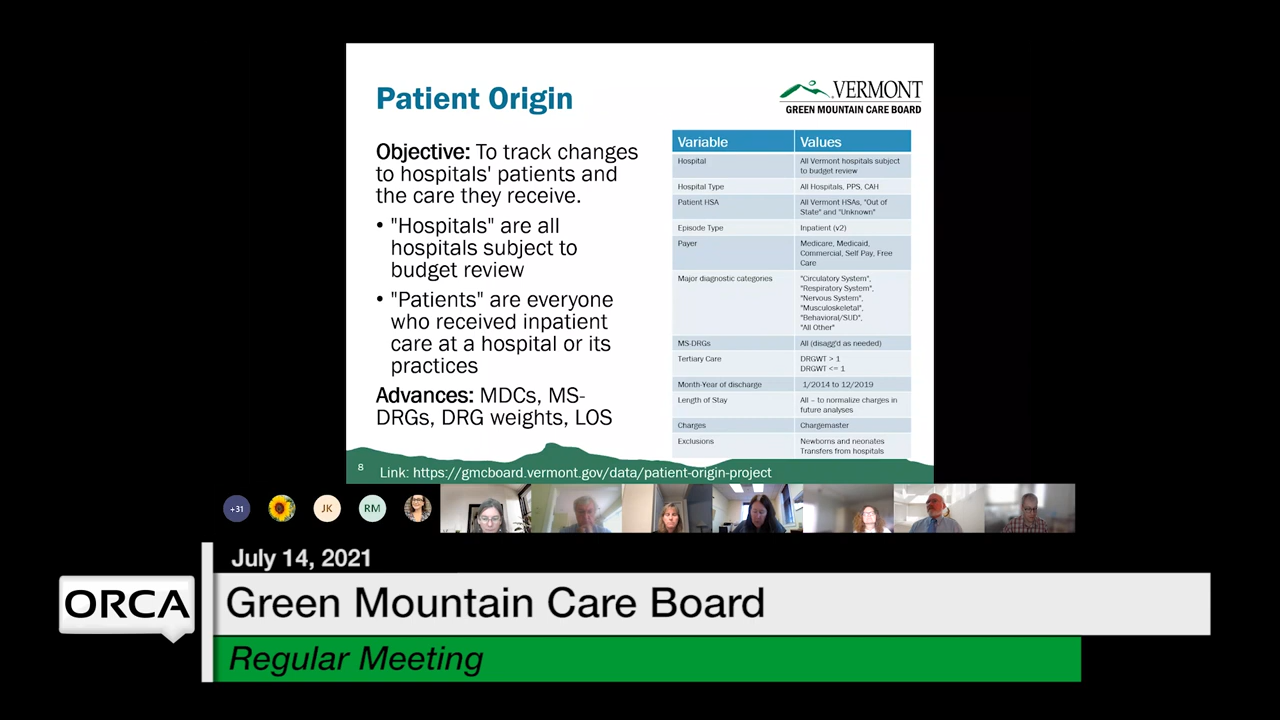 Patient Origin
VERMONT
GREEN MOUNTAIN CARE BOARD
Objective: To track changes
to hospitals' patients and
the care they receive.
• "Hospitals" are all
hospitals subject to
budget review
• "Patients" are everyone
who received inpatient
care at a hospital or its
practices
Advances: MDCs, MS-
DRGs, DRG weights, LOS
Variable Values
Hospital All Vermont hospitals subject
to budget review
Hospital Type All Hospitals, PPS, CAH
Patient HSA All Vermont HSAs, "Out of
State" and "Unknown"
Episode Type Inpatient (v2)
Payer Medicare, Medicaid,
Commercial, Self Pay, Free
Care
Major diagnostic categories "Circulatory System",
"Respiratory System",
"Nervous System",
"Musculoskeletal",
"Behavioral/SUD",
"All Other"
MS-DRGs All (disagg'd as needed)
Tertiary Care DRGWT > 1
DRGWT <= 1
Month-Year of discharge 1/2014 to 12/2019
Length of Stay All – to normalize charges in
future analyses
Charges Chargemaster
Exclusions Newborns and neonates
Transfers from hospitals
8 Link: https://gmcboard.vermont.gov/data/patient-origin-project
+31 JK RM
July 14, 2021
ORCA
Green Mountain Care Board
Regular Meeting